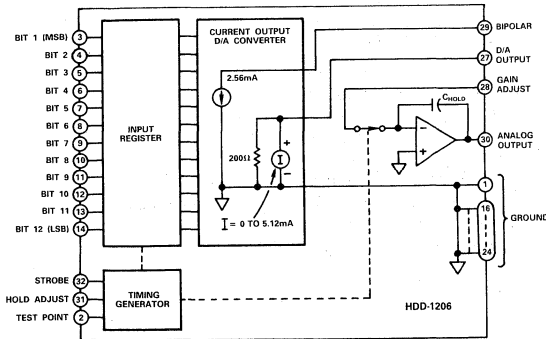 CURRENT OUTPUT
D/A CONVERTER
INPUT
REGISTER
BIT 1 (MSB) 3
BIT 2 4
BIT 3 5
BIT 4 6
BIT 5 7
BIT 6 8
BIT 7 9
BIT 8 10
BIT 9 11
BIT 10 12
BIT 11 13
BIT 12 (LSB) 14
2.56mA
200Ω
+
I
−
I = 0 TO 5.12mA
29 BIPOLAR
27 D/A
OUTPUT
28 GAIN
ADJUST
CHOLD
−
+
30 ANALOG
OUTPUT
1
16
24
GROUND
STROBE 32
HOLD ADJUST 31
TEST POINT 2
TIMING
GENERATOR
HDD-1206